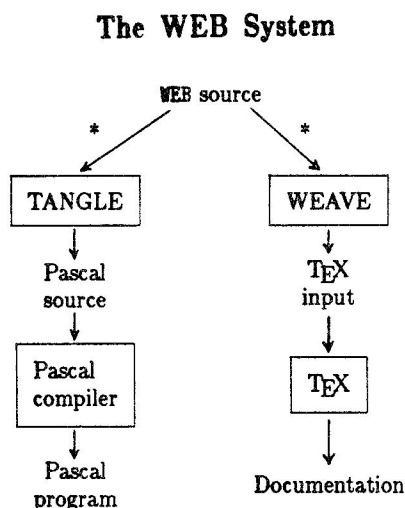 The WEB System
WEB source
*
*
TANGLE
WEAVE
Pascal
source
TEX
input
Pascal
compiler
TEX
Pascal
program
Documentation